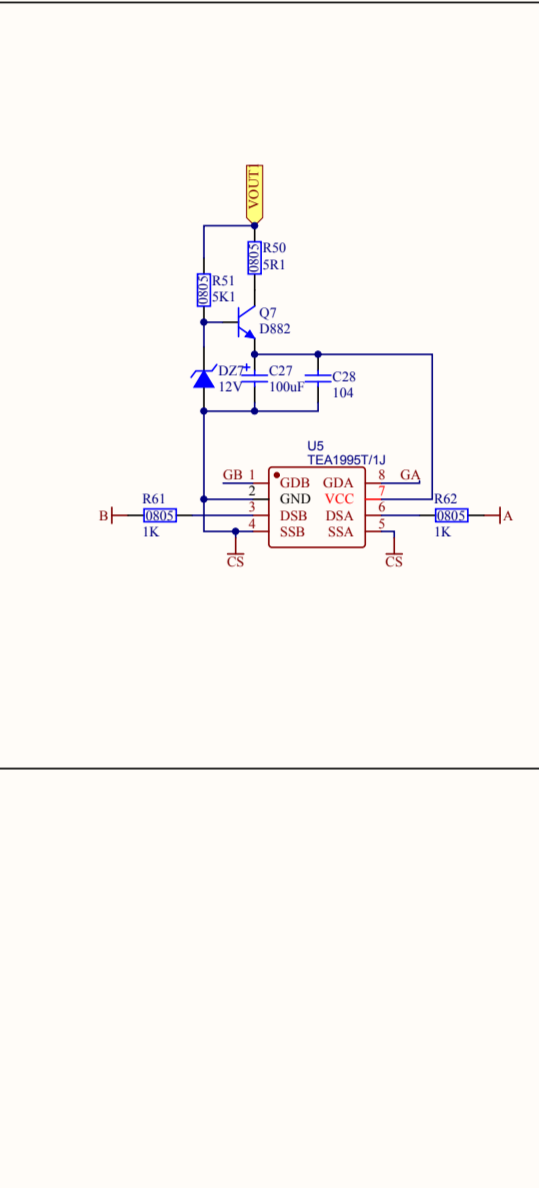 VOUT1
R50
0805
5R1
R51
0805
5K1
Q7
D882
DZ7
12V
+
C27
100uF
C28
104
U5
TEA1995T/1J
GB 1
GDB GDA
8 GA
2
GND VCC
7
R61
R62
B
0805
3
DSB DSA
6
0805
A
1K
4
SSB SSA
5
1K
CS
CS